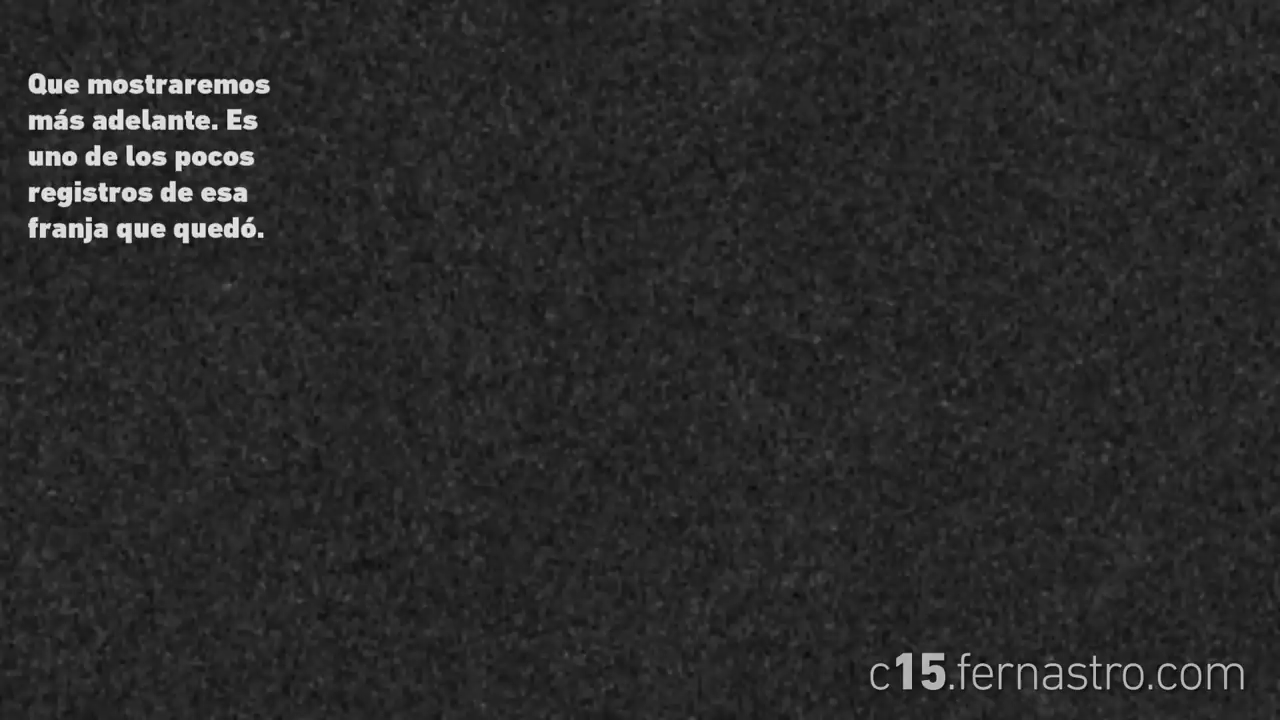 Que mostraremos
más adelante. Es
uno de los pocos
registros de esa
franja que quedó.
c15.fernastro.com